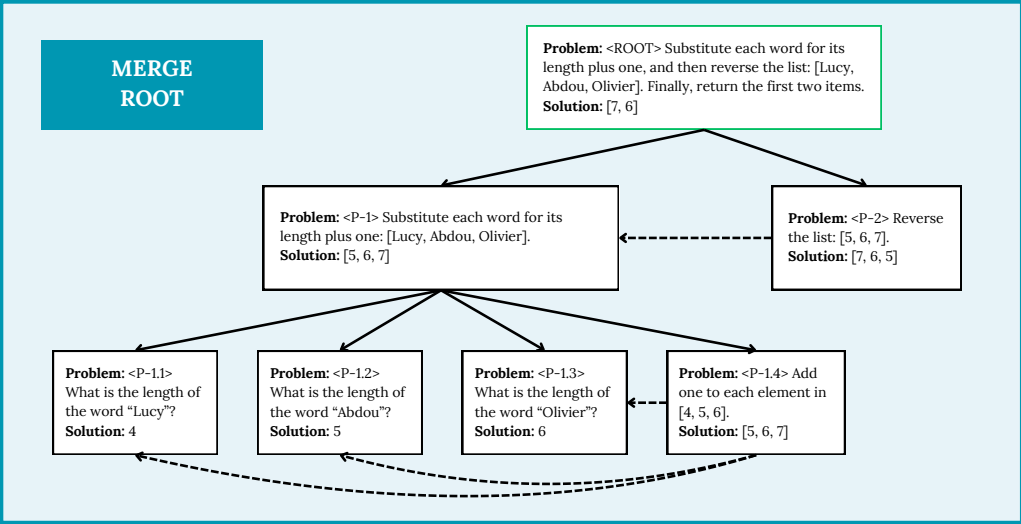 MERGE
ROOT
Problem: <ROOT> Substitute each word for its
length plus one, and then reverse the list: [Lucy,
Abdou, Olivier]. Finally, return the first two items.
Solution: [7, 6]
Problem: <P-1> Substitute each word for its
length plus one: [Lucy, Abdou, Olivier].
Solution: [5, 6, 7]
Problem: <P-2> Reverse
the list: [5, 6, 7].
Solution: [7, 6, 5]
Problem: <P-1.1>
What is the length of
the word “Lucy”?
Solution: 4
Problem: <P-1.2>
What is the length of
the word “Abdou”?
Solution: 5
Problem: <P-1.3>
What is the length of
the word “Olivier”?
Solution: 6
Problem: <P-1.4> Add
one to each element in
[4, 5, 6].
Solution: [5, 6, 7]